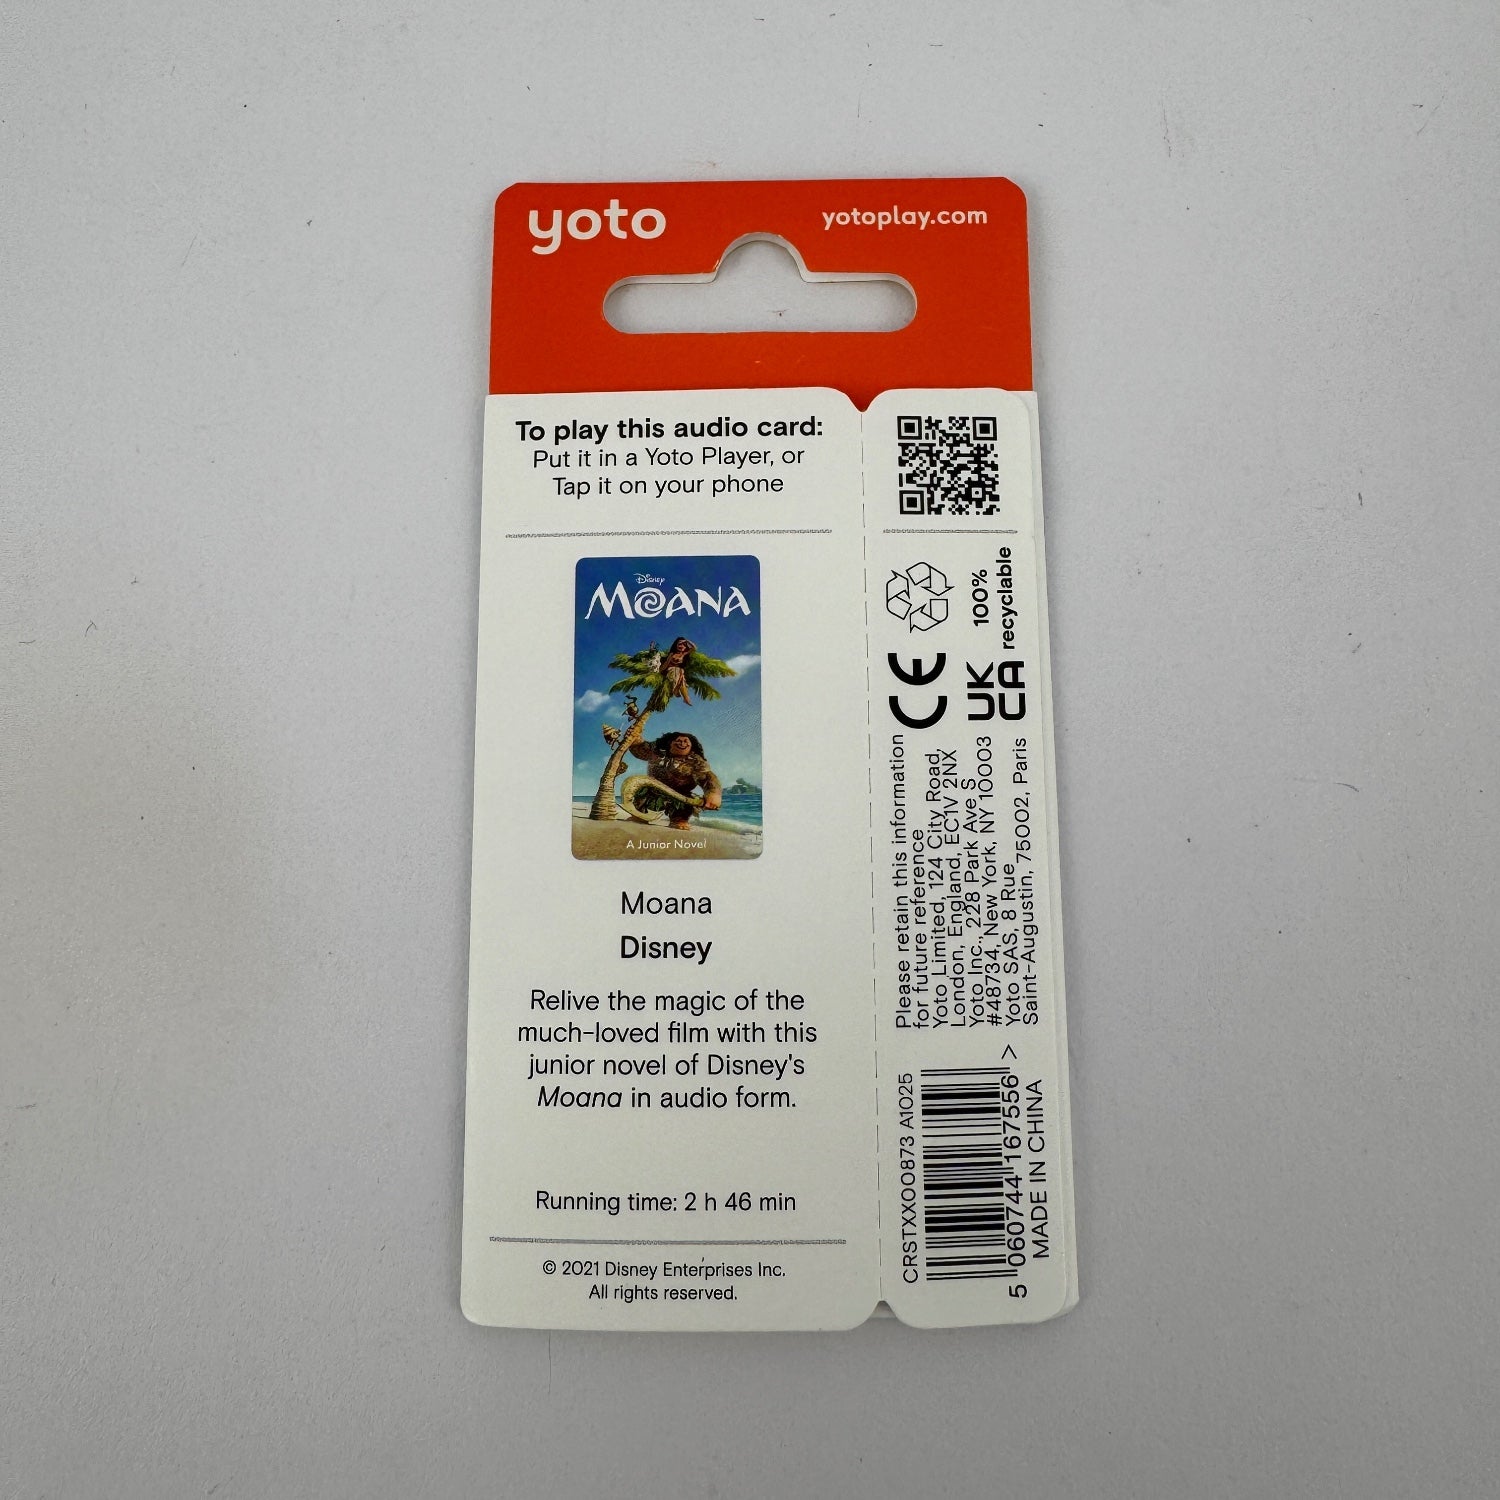 yoto
yotoplay.com
To play this audio card:
Put it in a Yoto Player, or
Tap it on your phone
Disney
MOANA
A Junior Novel
Moana
Disney
Relive the magic of the
much-loved film with this
junior novel of Disney's
Moana in audio form.
Running time: 2 h 46 min
© 2021 Disney Enterprises Inc.
All rights reserved.
100%
recyclable
CE
UK
CA
Please retain this information
for future reference
Yoto Limited, 124 City Road,
London, England, EC1V 2NX
Yoto Inc., 228 Park Ave S
#48734, New York, NY 10003
Yoto SAS, 8 Rue
Saint-Augustin, 75002, Paris
CRSTXX00873 A1025
5 060744 167556 >
MADE IN CHINA